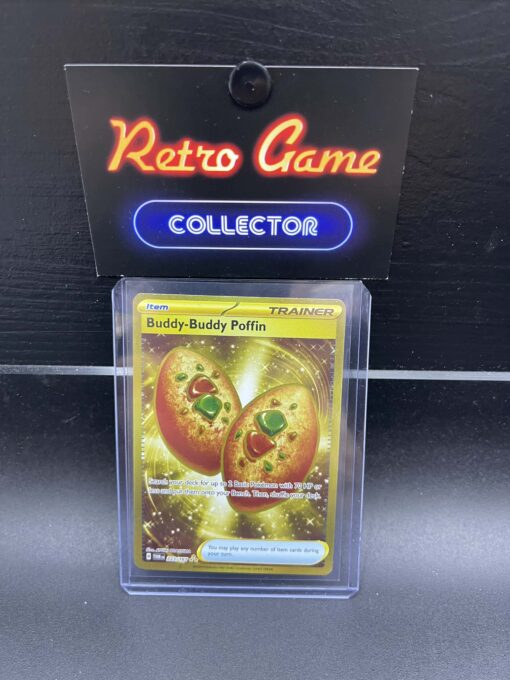 Retro Game
COLLECTOR
Item
TRAINER
Buddy-Buddy Poffin
Search your deck for up to 2 Basic Pokémon with 70 HP or
less and put them onto your Bench. Then, shuffle your deck.
You may play any number of Item cards during
your turn.